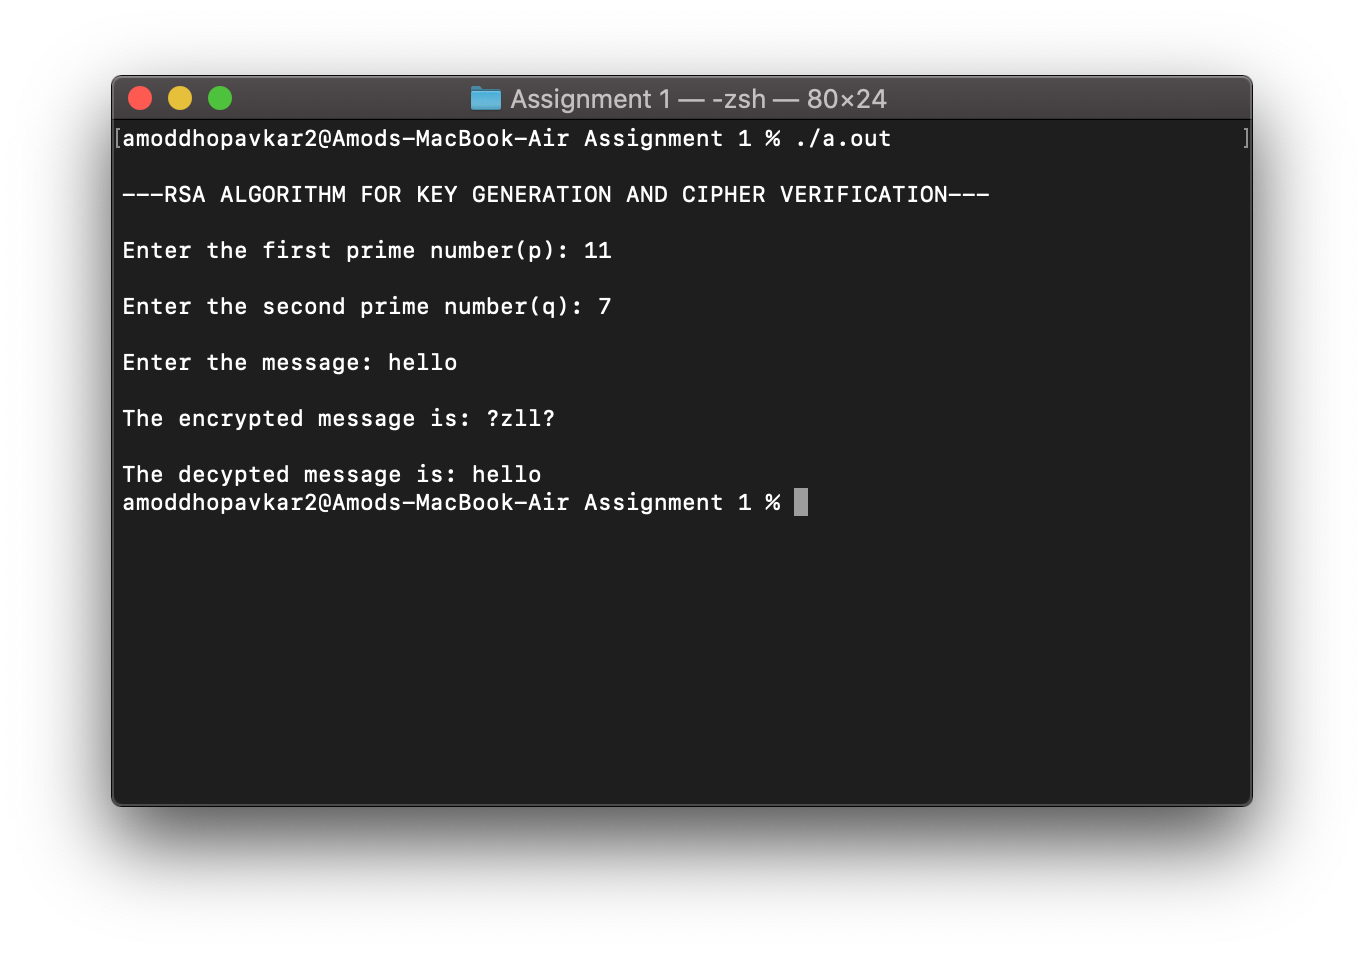 Assignment 1 — -zsh — 80×24
[amoddhopavkar2@Amods-MacBook-Air Assignment 1 % ./a.out ]
---RSA ALGORITHM FOR KEY GENERATION AND CIPHER VERIFICATION---
Enter the first prime number(p): 11
Enter the second prime number(q): 7
Enter the message: hello
The encrypted message is: ?zll?
The decypted message is: hello
amoddhopavkar2@Amods-MacBook-Air Assignment 1 %